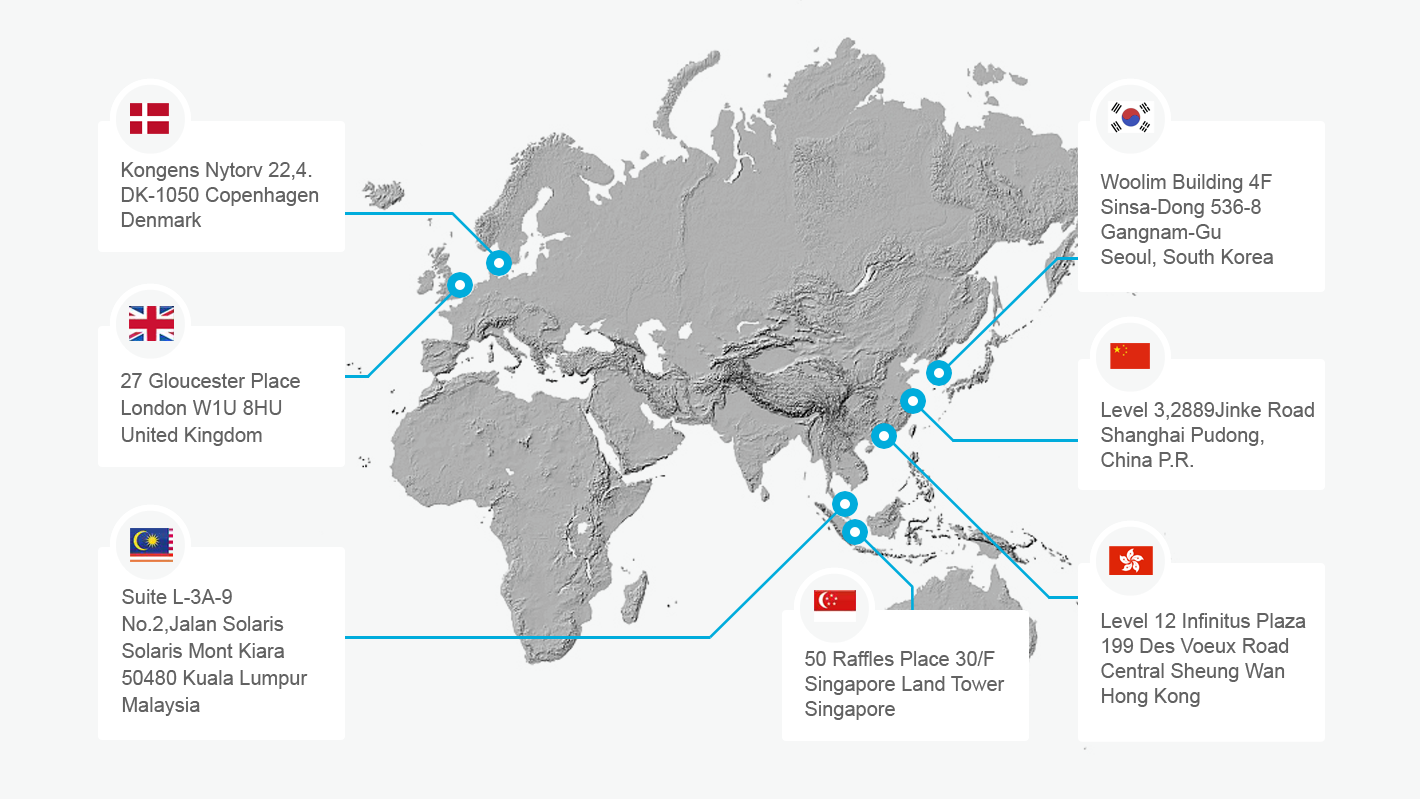 Kongens Nytorv 22,4.
DK-1050 Copenhagen
Denmark
27 Gloucester Place
London W1U 8HU
United Kingdom
Suite L-3A-9
No.2,Jalan Solaris
Solaris Mont Kiara
50480 Kuala Lumpur
Malaysia
50 Raffles Place 30/F
Singapore Land Tower
Singapore
Woolim Building 4F
Sinsa-Dong 536-8
Gangnam-Gu
Seoul, South Korea
Level 3,2889Jinke Road
Shanghai Pudong,
China P.R.
Level 12 Infinitus Plaza
199 Des Voeux Road
Central Sheung Wan
Hong Kong